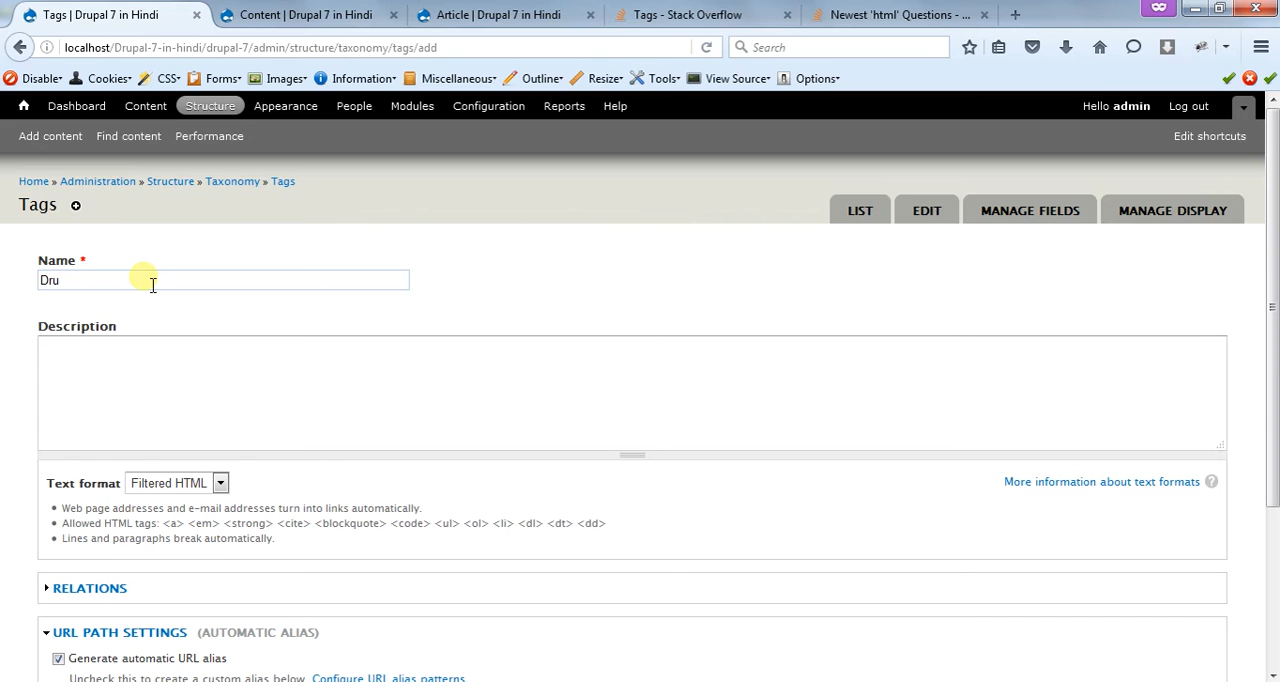 Tags | Drupal 7 in Hindi × Content | Drupal 7 in Hindi × Article | Drupal 7 in Hindi × Tags - Stack Overflow × Newest 'html' Questions - ... × +
localhost/Drupal-7-in-hindi/drupal-7/admin/structure/taxonomy/tags/add Search
Disable Cookies CSS Forms Images Information Miscellaneous Outline Resize Tools View Source Options
Dashboard Content Structure Appearance People Modules Configuration Reports Help Hello admin Log out
Add content Find content Performance Edit shortcuts
Home » Administration » Structure » Taxonomy » Tags
Tags LIST EDIT MANAGE FIELDS MANAGE DISPLAY
Name *
Dru
Description
Text format Filtered HTML More information about text formats ?
• Web page addresses and e-mail addresses turn into links automatically.
• Allowed HTML tags: <a> <em> <strong> <cite> <blockquote> <code> <ul> <ol> <li> <dl> <dt> <dd>
• Lines and paragraphs break automatically.
RELATIONS
URL PATH SETTINGS (AUTOMATIC ALIAS)
Generate automatic URL alias
Uncheck this to create a custom alias below. Configure URL alias patterns